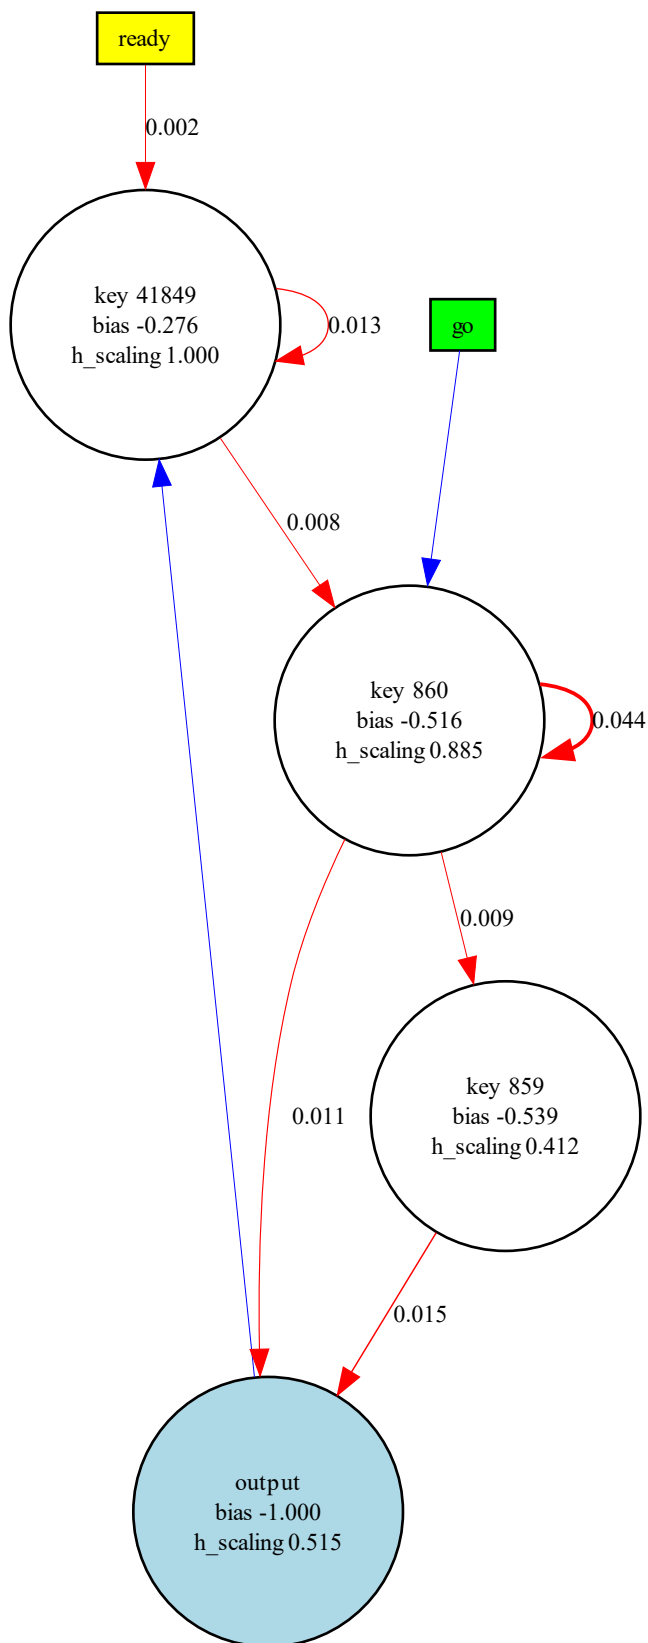 ready
0.002
key 41849
bias -0.276
h_scaling 1.000
0.013
go
0.008
key 860
bias -0.516
h_scaling 0.885
0.044
0.009
key 859
bias -0.539
h_scaling 0.412
0.011
0.015
output
bias -1.000
h_scaling 0.515